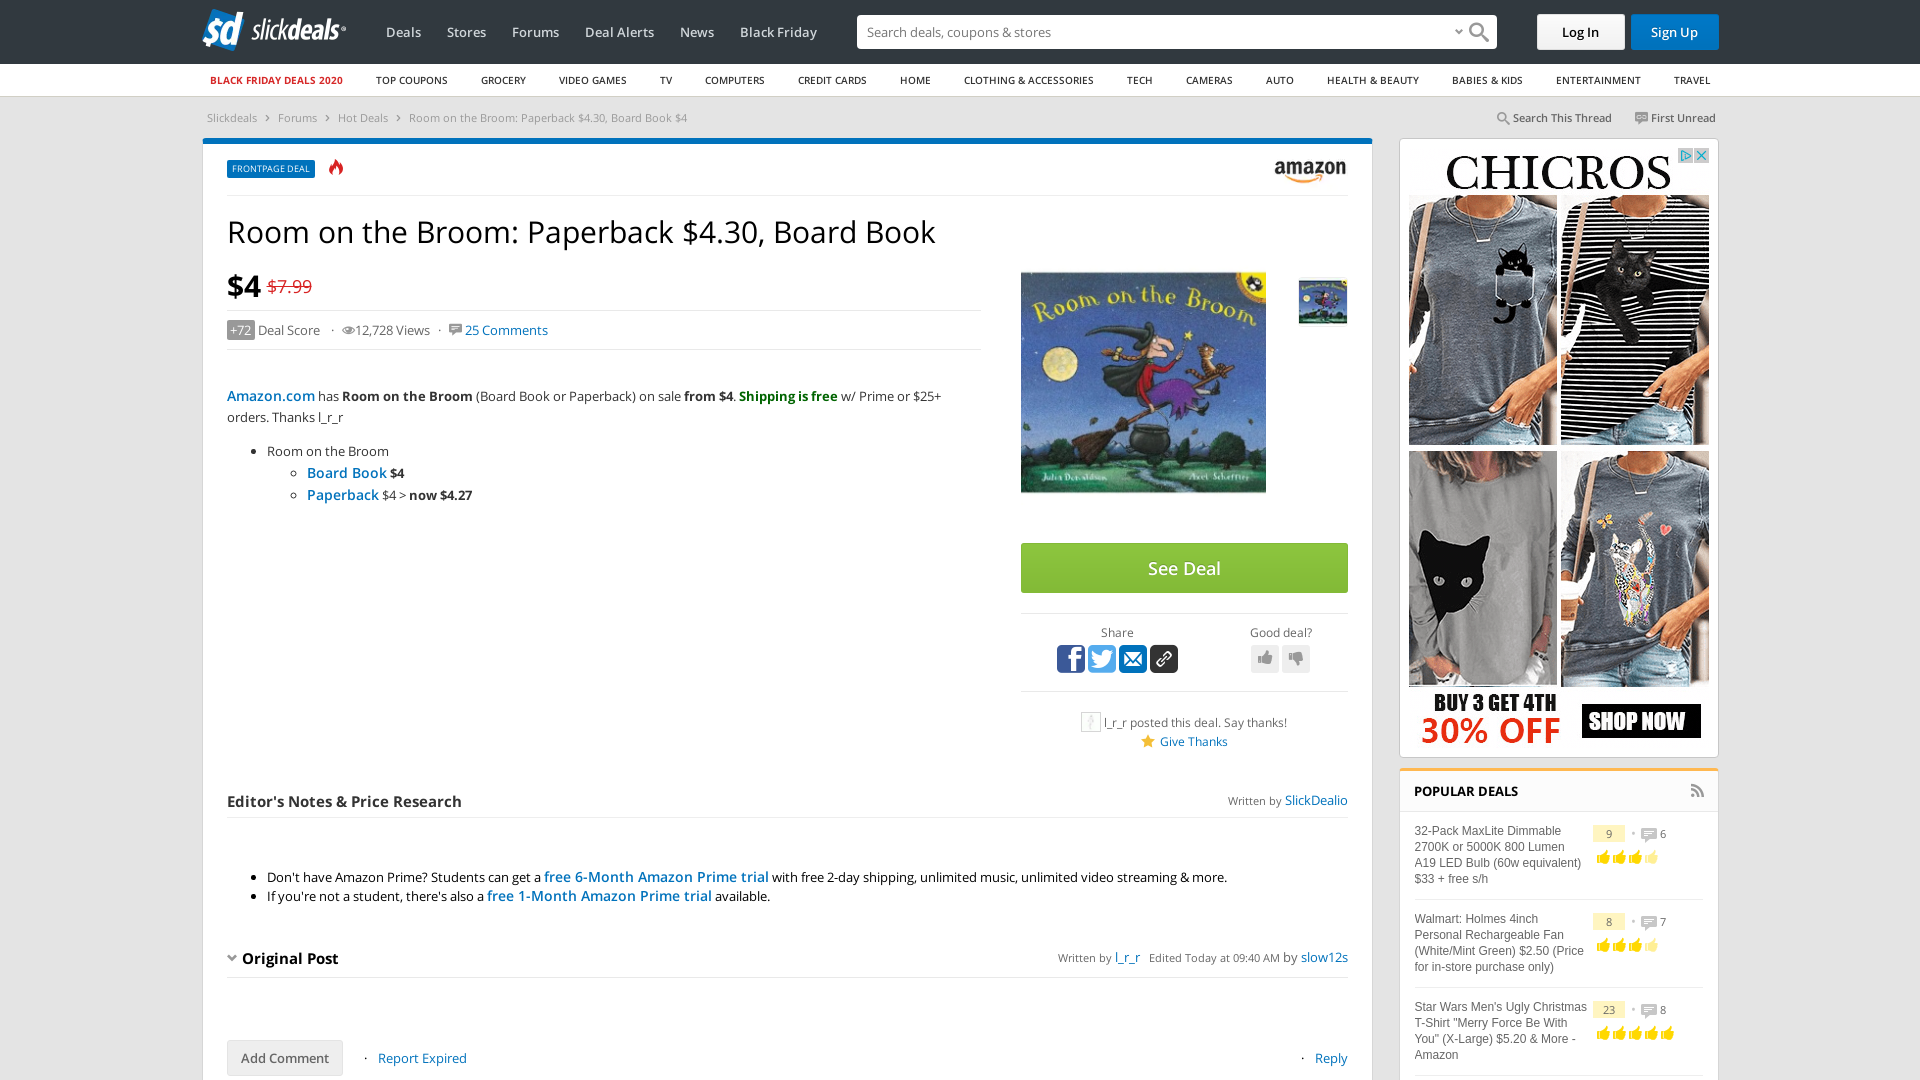 slickdeals
Deals
Stores
Forums
Deal Alerts
News
Black Friday
Search deals, coupons & stores
Log In
Sign Up
BLACK FRIDAY DEALS 2020
TOP COUPONS
GROCERY
VIDEO GAMES
TV
COMPUTERS
CREDIT CARDS
HOME
CLOTHING & ACCESSORIES
TECH
CAMERAS
AUTO
HEALTH & BEAUTY
BABIES & KIDS
ENTERTAINMENT
TRAVEL
Slickdeals > Forums > Hot Deals > Room on the Broom: Paperback $4.30, Board Book $4
Search This Thread
First Unread
FRONTPAGE DEAL
amazon
Room on the Broom: Paperback $4.30, Board Book
$4 $7.99
+72 Deal Score · 12,728 Views · 25 Comments
Amazon.com has Room on the Broom (Board Book or Paperback) on sale from $4. Shipping is free w/ Prime or $25+
orders. Thanks l_r_r
Room on the Broom
Board Book $4
Paperback $4 > now $4.27
Room on the Broom
Julia Donaldson
Axel Scheffler
See Deal
Share
Good deal?
l_r_r posted this deal. Say thanks!
Give Thanks
Editor's Notes & Price Research
Written by SlickDealio
Don't have Amazon Prime? Students can get a free 6-Month Amazon Prime trial with free 2-day shipping, unlimited music, unlimited video streaming & more.
If you're not a student, there's also a free 1-Month Amazon Prime trial available.
Original Post
Written by l_r_r Edited Today at 09:40 AM by slow12s
Add Comment
· Report Expired
· Reply
CHICROS
BUY 3 GET 4TH
30% OFF
SHOP NOW
POPULAR DEALS
32-Pack MaxLite Dimmable
2700K or 5000K 800 Lumen
A19 LED Bulb (60w equivalent)
$33 + free s/h
9 · 6
Walmart: Holmes 4inch
Personal Rechargeable Fan
(White/Mint Green) $2.50 (Price
for in-store purchase only)
8 · 7
Star Wars Men's Ugly Christmas
T-Shirt "Merry Force Be With
You" (X-Large) $5.20 & More -
Amazon
23 · 8